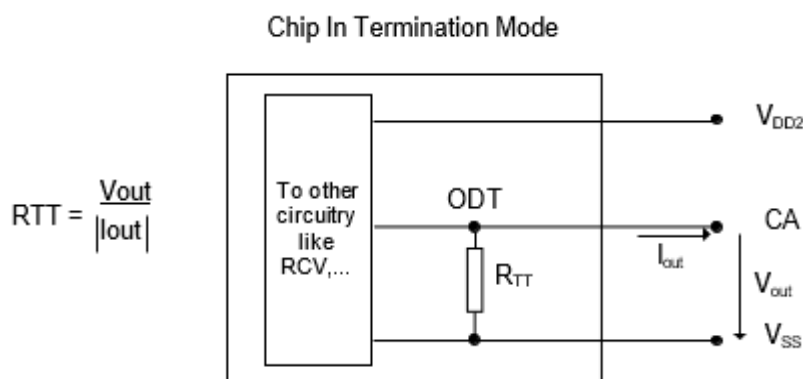 Chip In Termination Mode
RTT = Vout
|Iout|
To other
circuitry
like
RCV,...
ODT
RTT
Iout
VDD2
CA
Vout
VSS